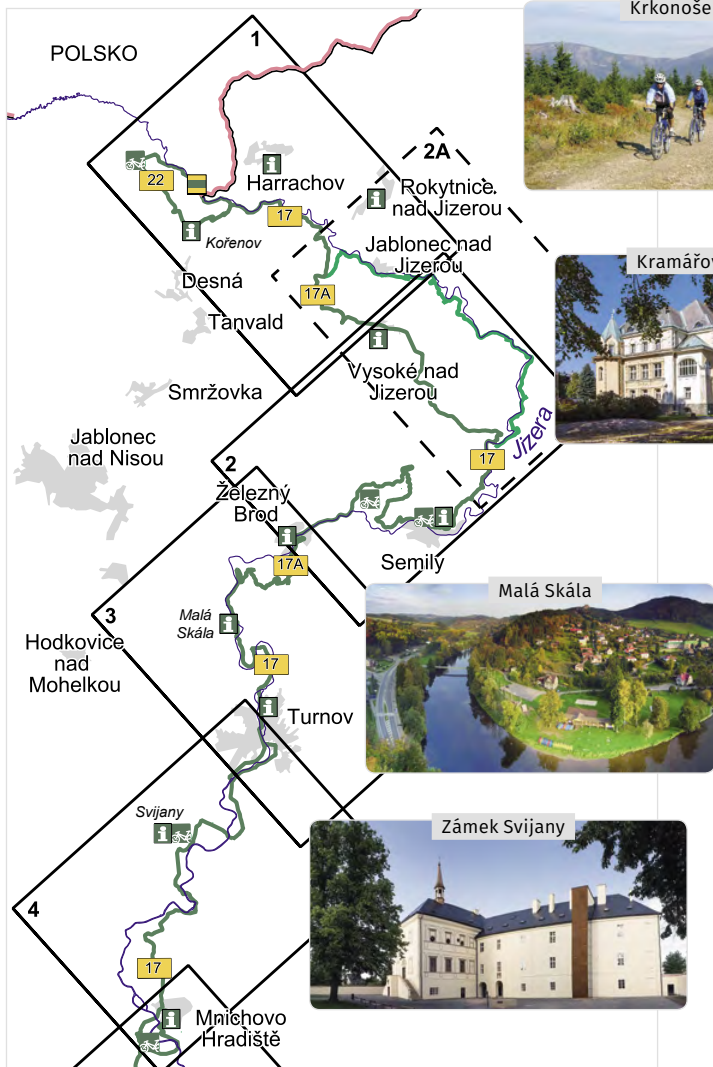 Krkonoše
1
POLSKO
2A
22
Harrachov
Rokytnice
nad Jizerou
17
Kořenov
Jablonec nad
Jizerou
Desná
17A
Tanvald
Kramářov
Vysoké nad
Jizerou
Smržovka
Jizera
Jablonec
nad Nisou
17
2
Železný
Brod
17A
Semily
Malá Skála
3
Malá
Skála
Hodkovice
nad
Mohelkou
17
Turnov
Svijany
Zámek Svijany
4
17
Mnichovo
Hradiště